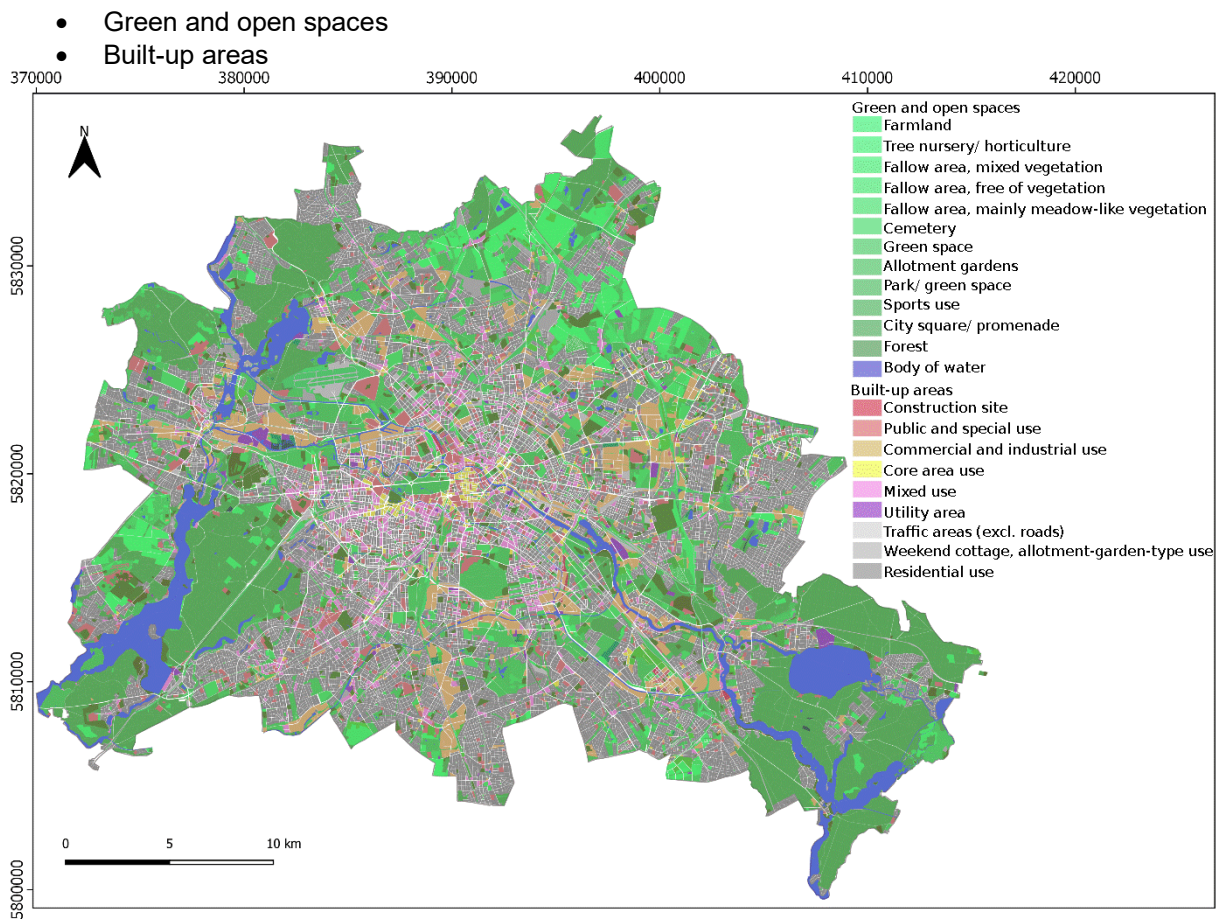 • Green and open spaces
• Built-up areas
370000 380000 390000 400000 410000 420000
N
Green and open spaces
Farmland
Tree nursery/ horticulture
Fallow area, mixed vegetation
Fallow area, free of vegetation
Fallow area, mainly meadow-like vegetation
Cemetery
Green space
Allotment gardens
Park/ green space
Sports use
City square/ promenade
Forest
Body of water
Built-up areas
Construction site
Public and special use
Commercial and industrial use
Core area use
Mixed use
Utility area
Traffic areas (excl. roads)
Weekend cottage, allotment-garden-type use
Residential use
5830000
5820000
5810000
5800000
0 5 10 km